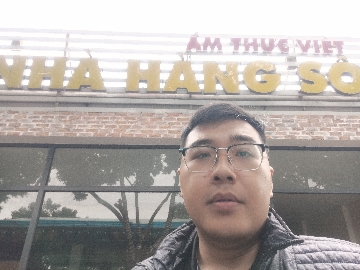 ẨM THỰC VIỆT
NHÀ HÀNG SỐ